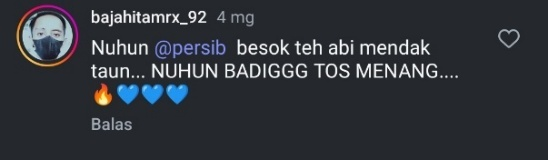 bajahitamrx_92 4 mg
Nuhun @persib besok teh abi mendak
taun... NUHUN BADIGGG TOS MENANG....
🔥💙💙💙
Balas